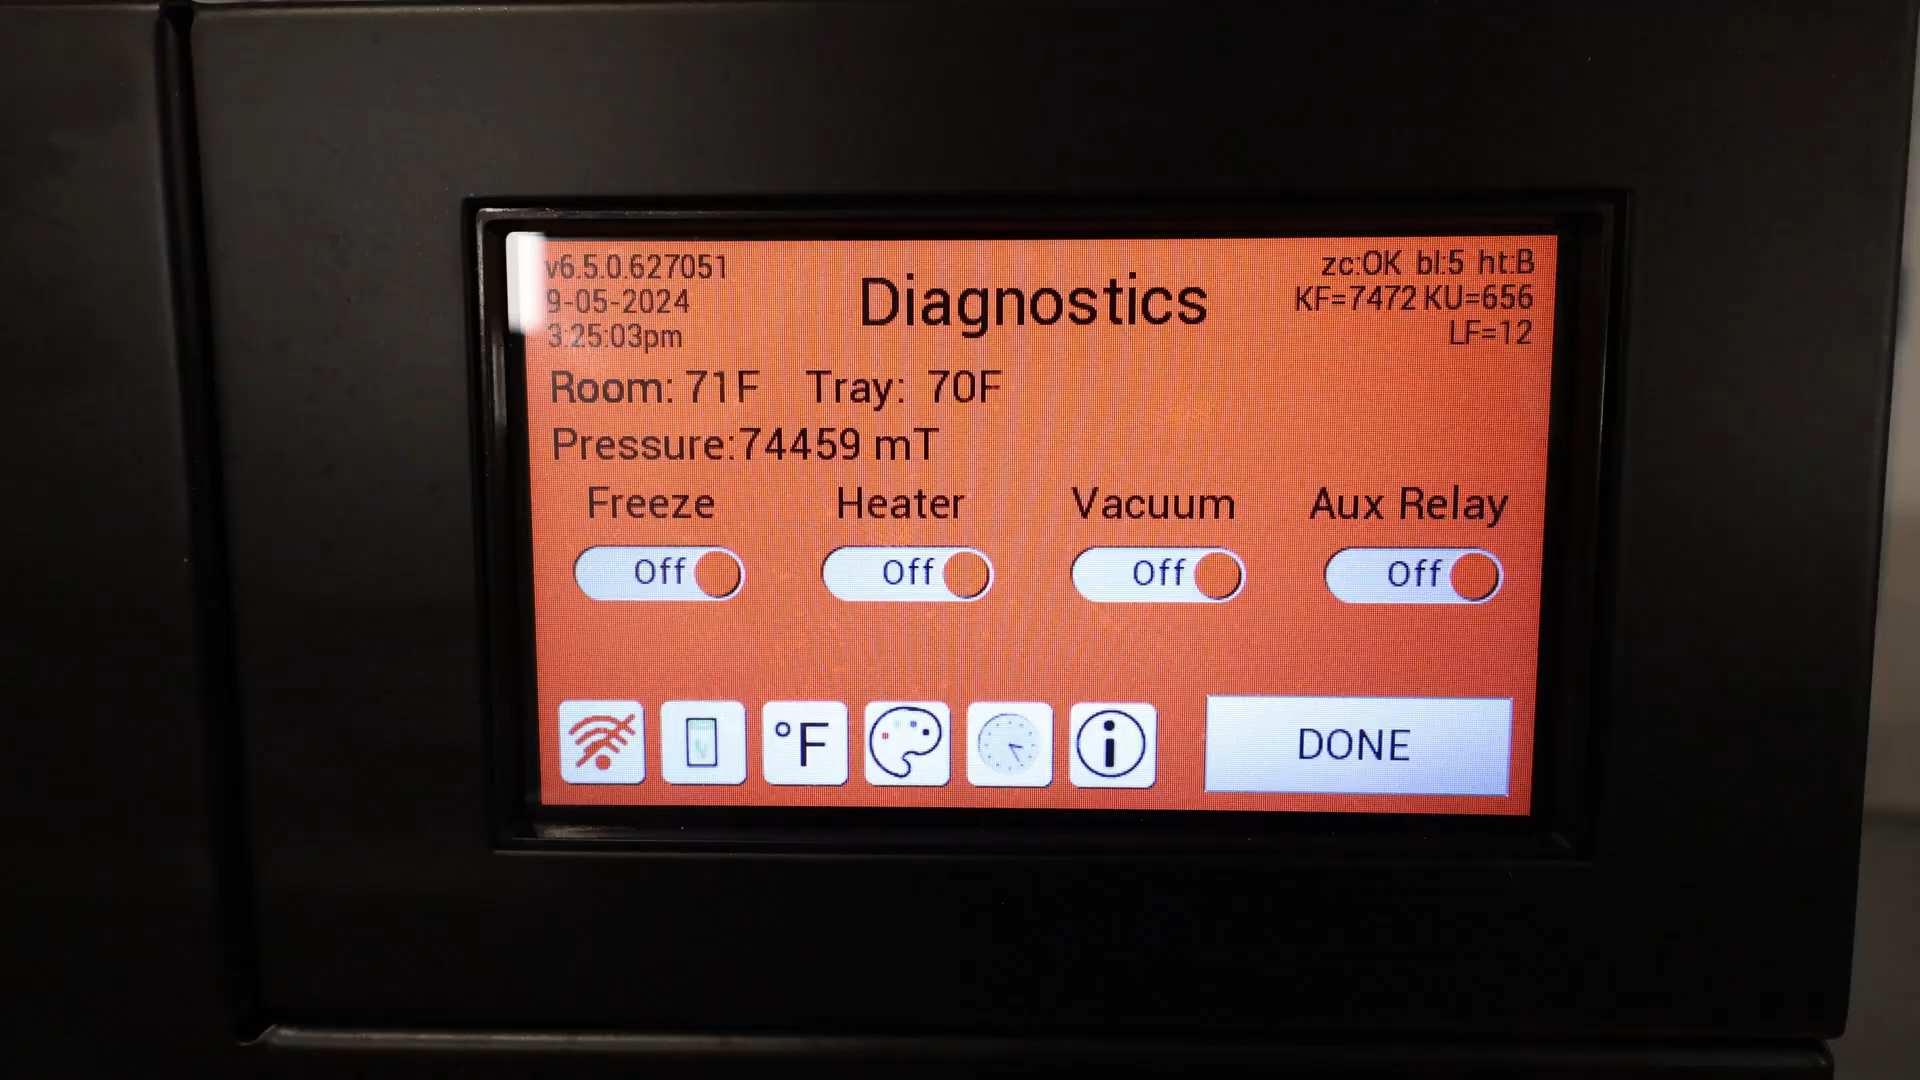 v6.5.0.627051
9-05-2024
3:25:03pm
Diagnostics
zc:OK bl:5 ht:B
KF=7472 KU=656
LF=12
Room: 71F Tray: 70F
Pressure:74459 mT
Freeze Heater Vacuum Aux Relay
Off Off Off Off
°F DONE